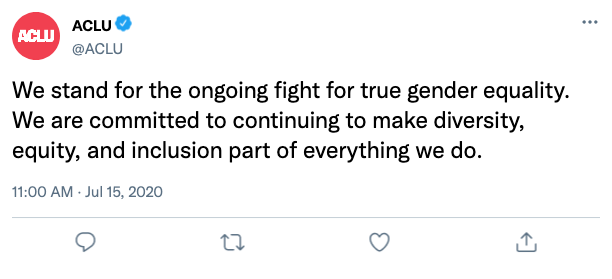 ACLU
ACLU
@ACLU
We stand for the ongoing fight for true gender equality.
We are committed to continuing to make diversity,
equity, and inclusion part of everything we do.
11:00 AM · Jul 15, 2020